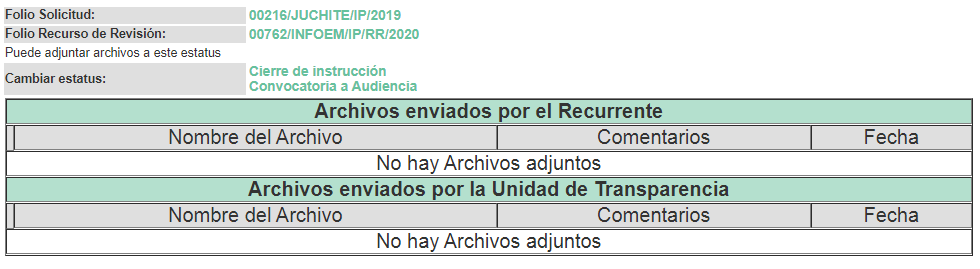 Folio Solicitud: 00216/JUCHITE/IP/2019
Folio Recurso de Revisión: 00762/INFOEM/IP/RR/2020
Puede adjuntar archivos a este estatus
Cambiar estatus: Cierre de instrucción
Convocatoria a Audiencia
Archivos enviados por el Recurrente
Nombre del Archivo Comentarios Fecha
No hay Archivos adjuntos
Archivos enviados por la Unidad de Transparencia
Nombre del Archivo Comentarios Fecha
No hay Archivos adjuntos